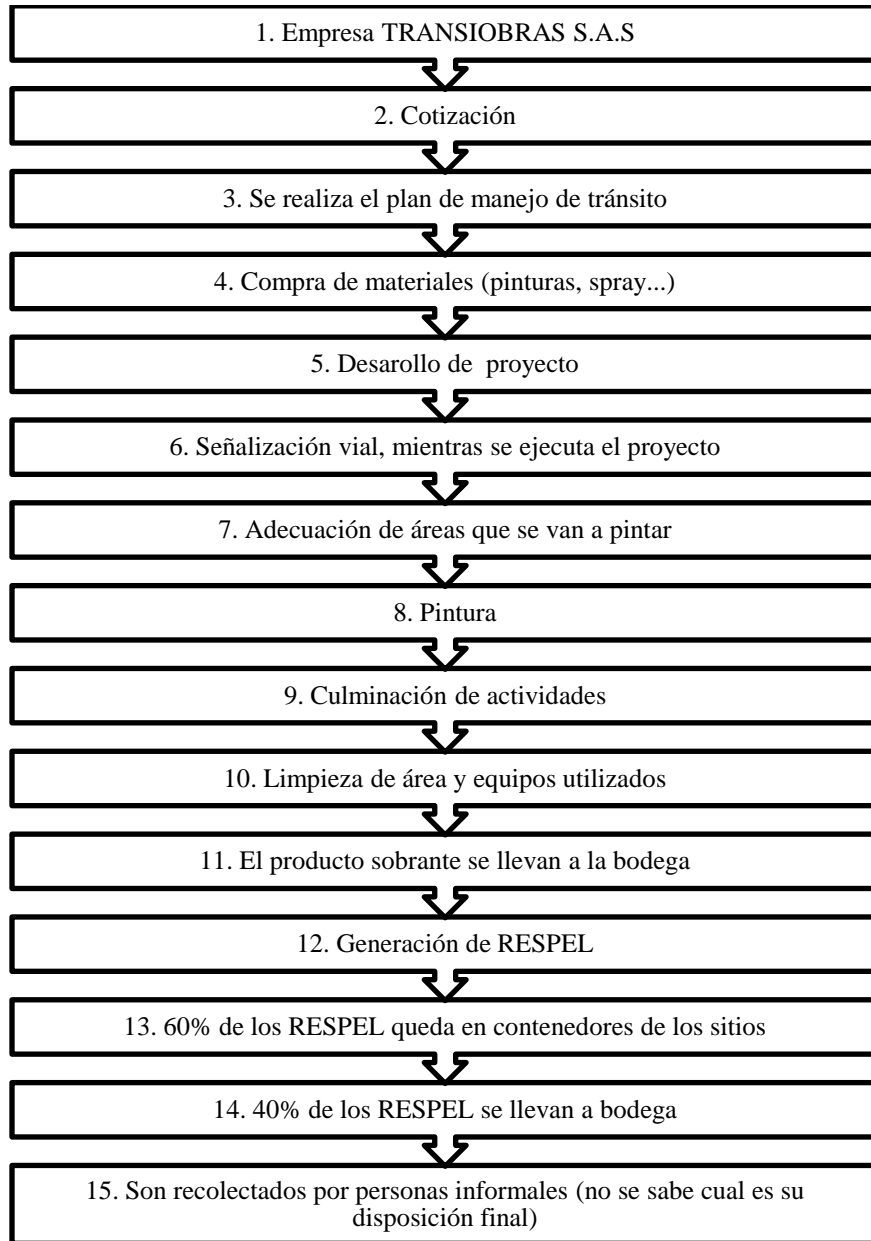 1. Empresa TRANSIOBRAS S.A.S
2. Cotización
3. Se realiza el plan de manejo de tránsito
4. Compra de materiales (pinturas, spray...)
5. Desarollo de proyecto
6. Señalización vial, mientras se ejecuta el proyecto
7. Adecuación de áreas que se van a pintar
8. Pintura
9. Culminación de actividades
10. Limpieza de área y equipos utilizados
11. El producto sobrante se llevan a la bodega
12. Generación de RESPEL
13. 60% de los RESPEL queda en contenedores de los sitios
14. 40% de los RESPEL se llevan a bodega
15. Son recolectados por personas informales (no se sabe cual es su
disposición final)